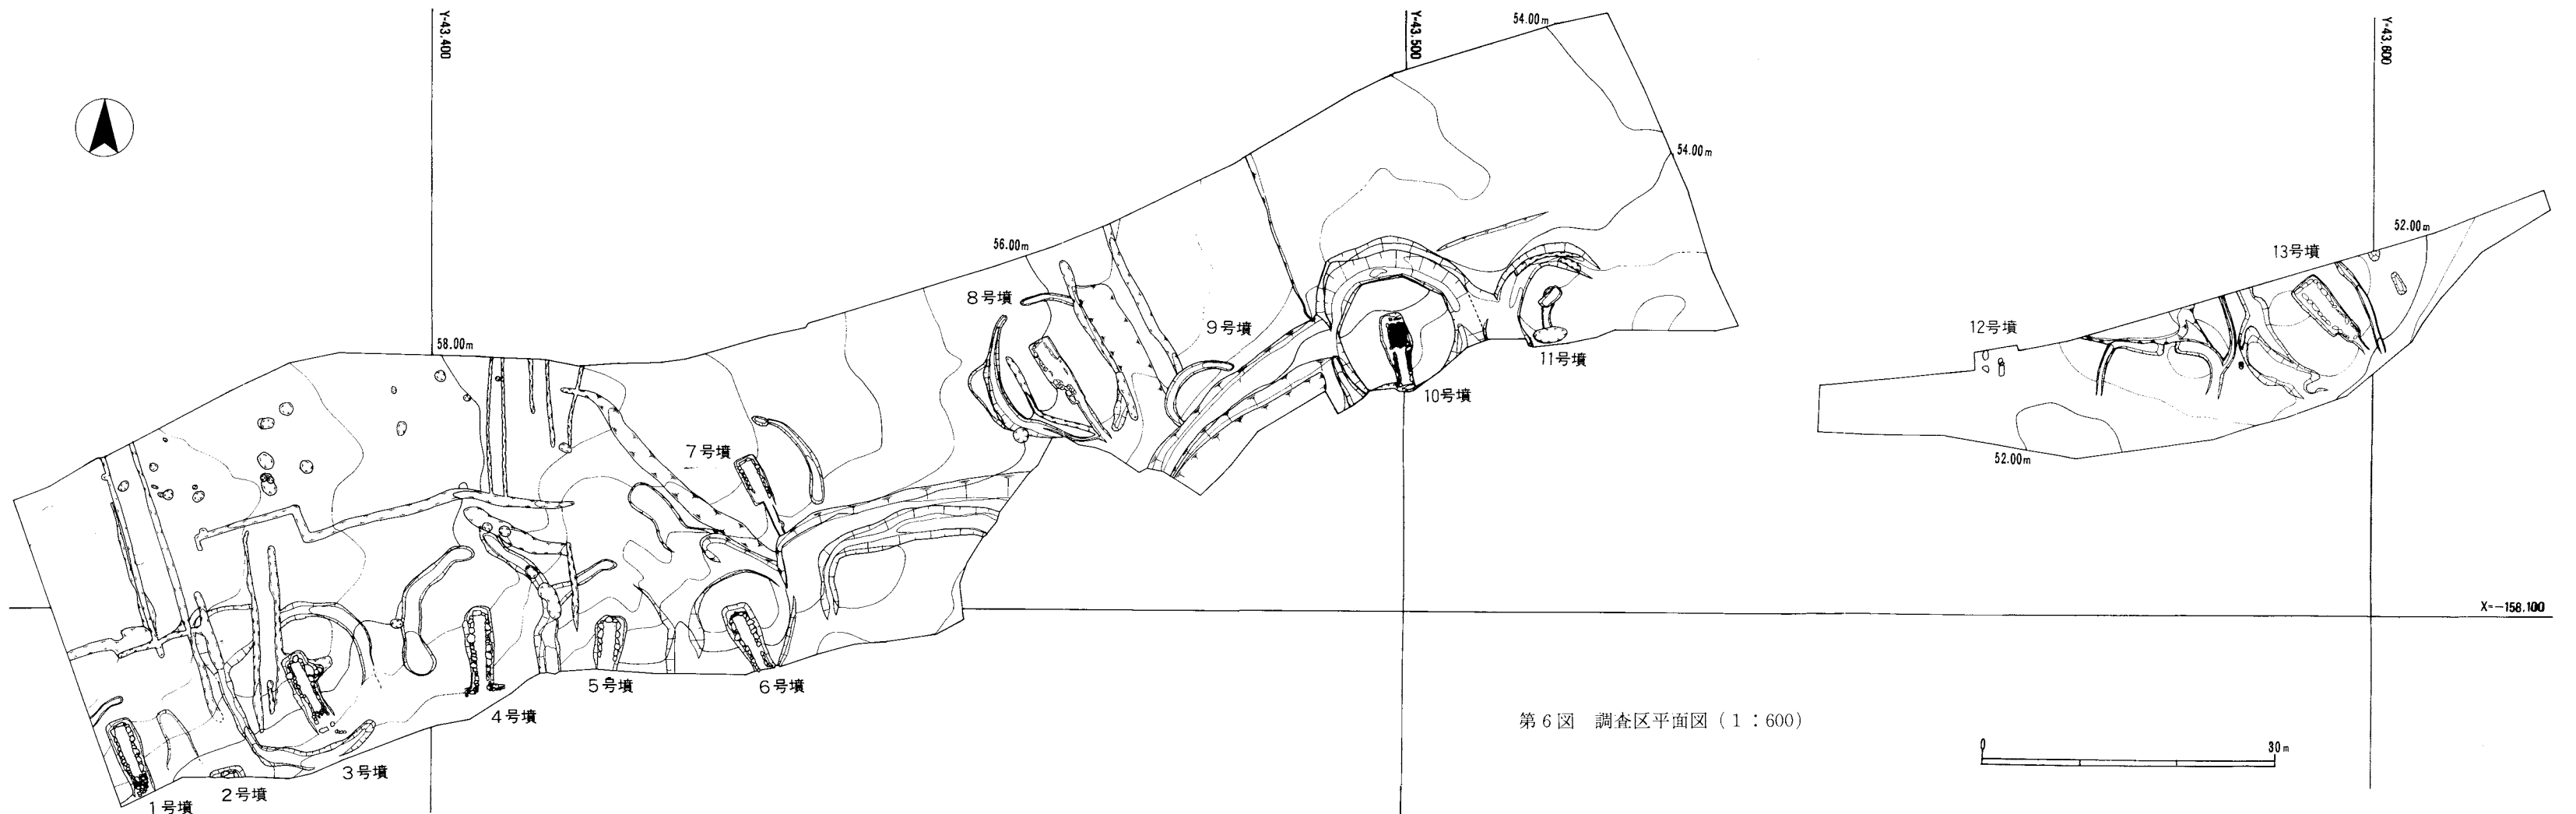 Y-43.400
Y-43.500
Y-43.600
54.00m
54.00m
56.00m
58.00m
52.00m
52.00m
8号墳
9号墳
7号墳
10号墳
11号墳
12号墳
13号墳
X=-158.100
5号墳
6号墳
4号墳
3号墳
2号墳
1号墳
第6図 調査区平面図(1:600)
0
30m